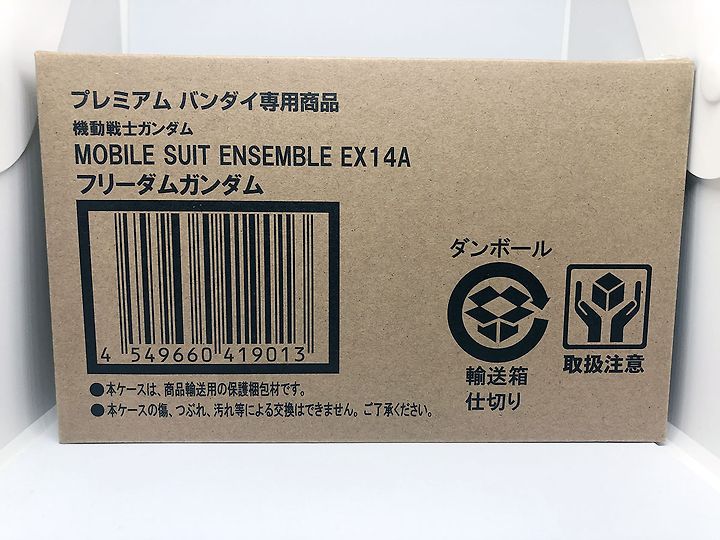 プレミアム バンダイ専用商品
機動戦士ガンダム
MOBILE SUIT ENSEMBLE EX14A
フリーダムガンダム
4 549660 419013
●本ケースは、商品輸送用の保護梱包材です。
●本ケースの傷、つぶれ、汚れ等による交換はできません。ご了承ください。
ダンボール
輸送箱
仕切り
取扱注意